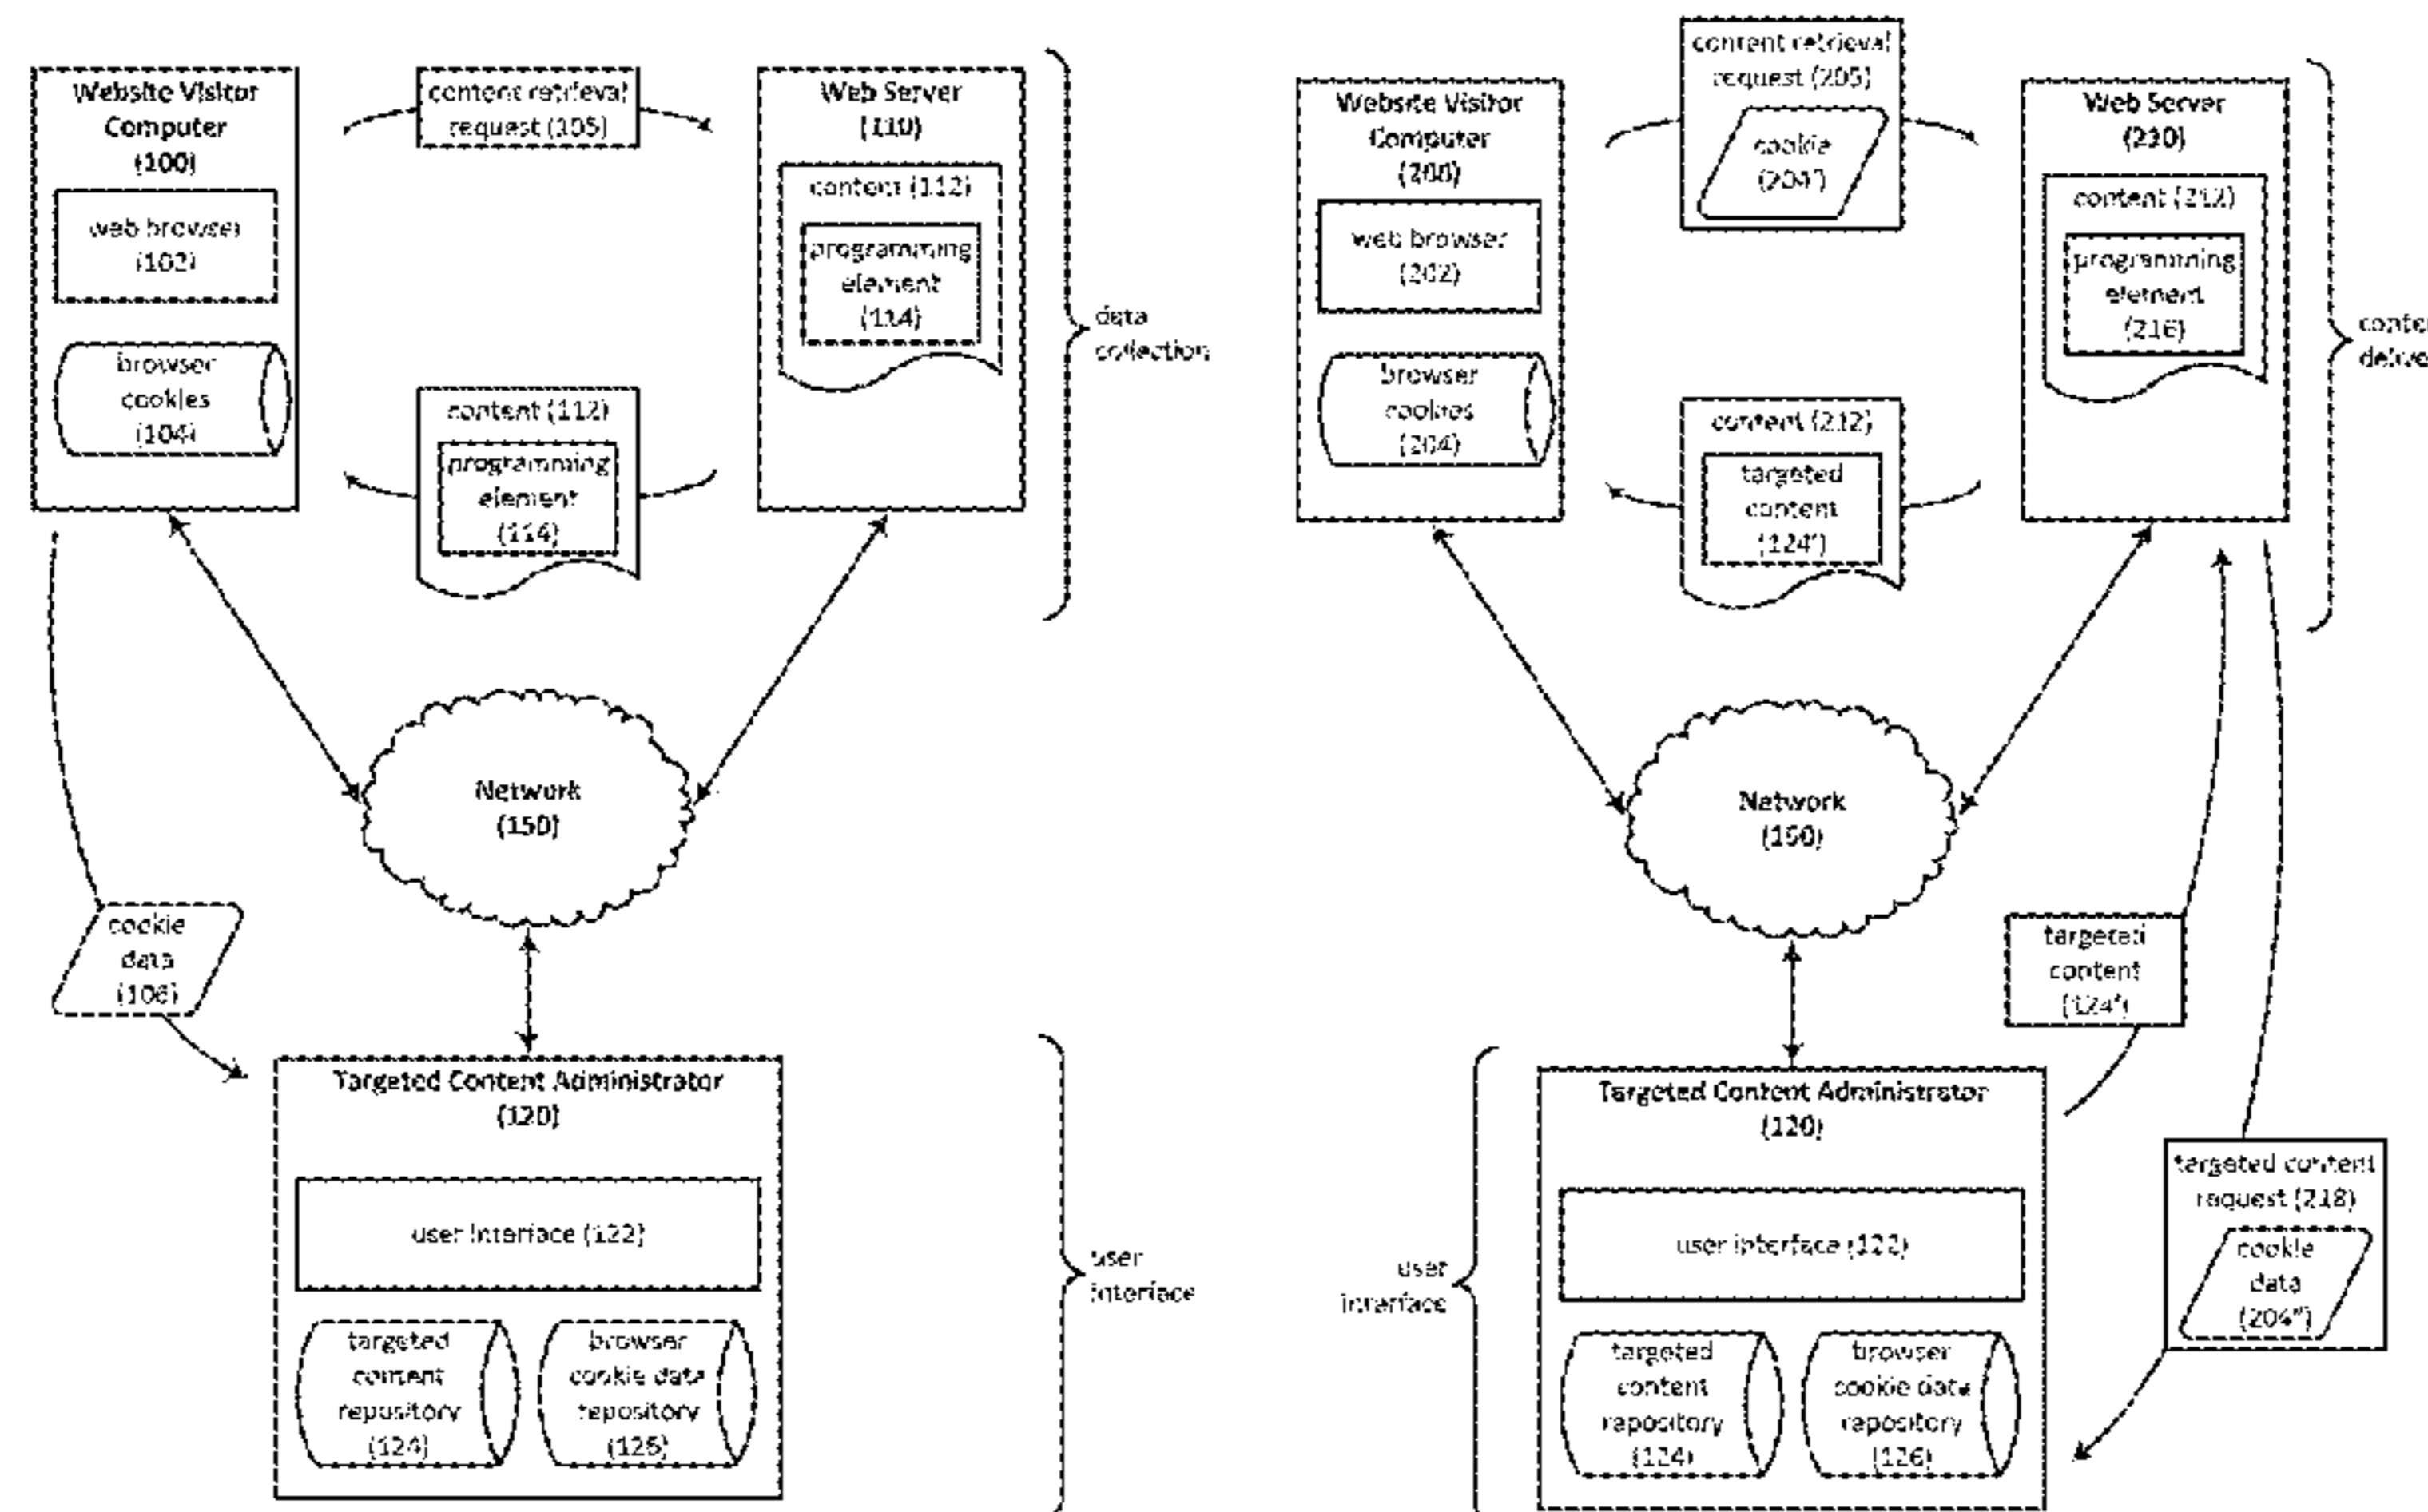 Website Visitor
Computer
(100)
web browser
(102)
browser
cookies
(104)
content retrieval
request (105)
Web Server
(110)
content (112)
programming
element
(114)
content (112)
programming
element
(114)
data
collection
Network
(150)
cookie
data
(106)
Targeted Content Administrator
(120)
user interface (122)
targeted
content
repository
(124)
browser
cookie data
repository
(126)
user
interface
Website Visitor
Computer
(200)
web browser
(202)
browser
cookies
(204)
content retrieval
request (205)
cookie
(204')
Web Server
(210)
content (212)
programming
element
(216)
content (212)
targeted
content
(124')
Network
(150)
targeted
content
(124')
Targeted Content Administrator
(120)
user interface (122)
targeted
content
repository
(124)
browser
cookie data
repository
(126)
user
interface
targeted content
request (218)
cookie
data